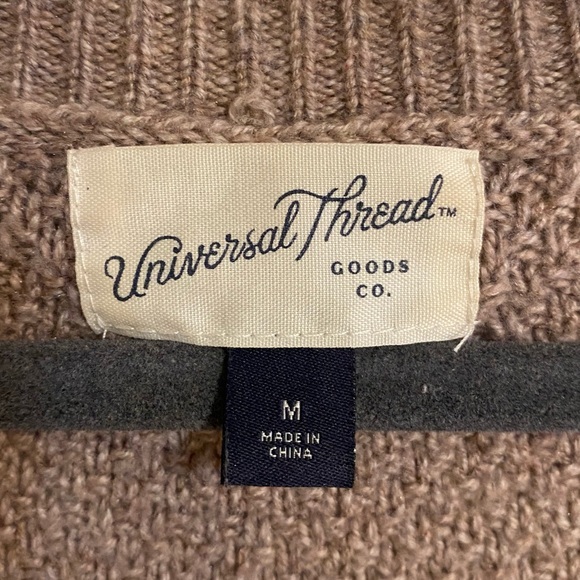 Universal Thread™
GOODS
CO.
M
MADE IN
CHINA